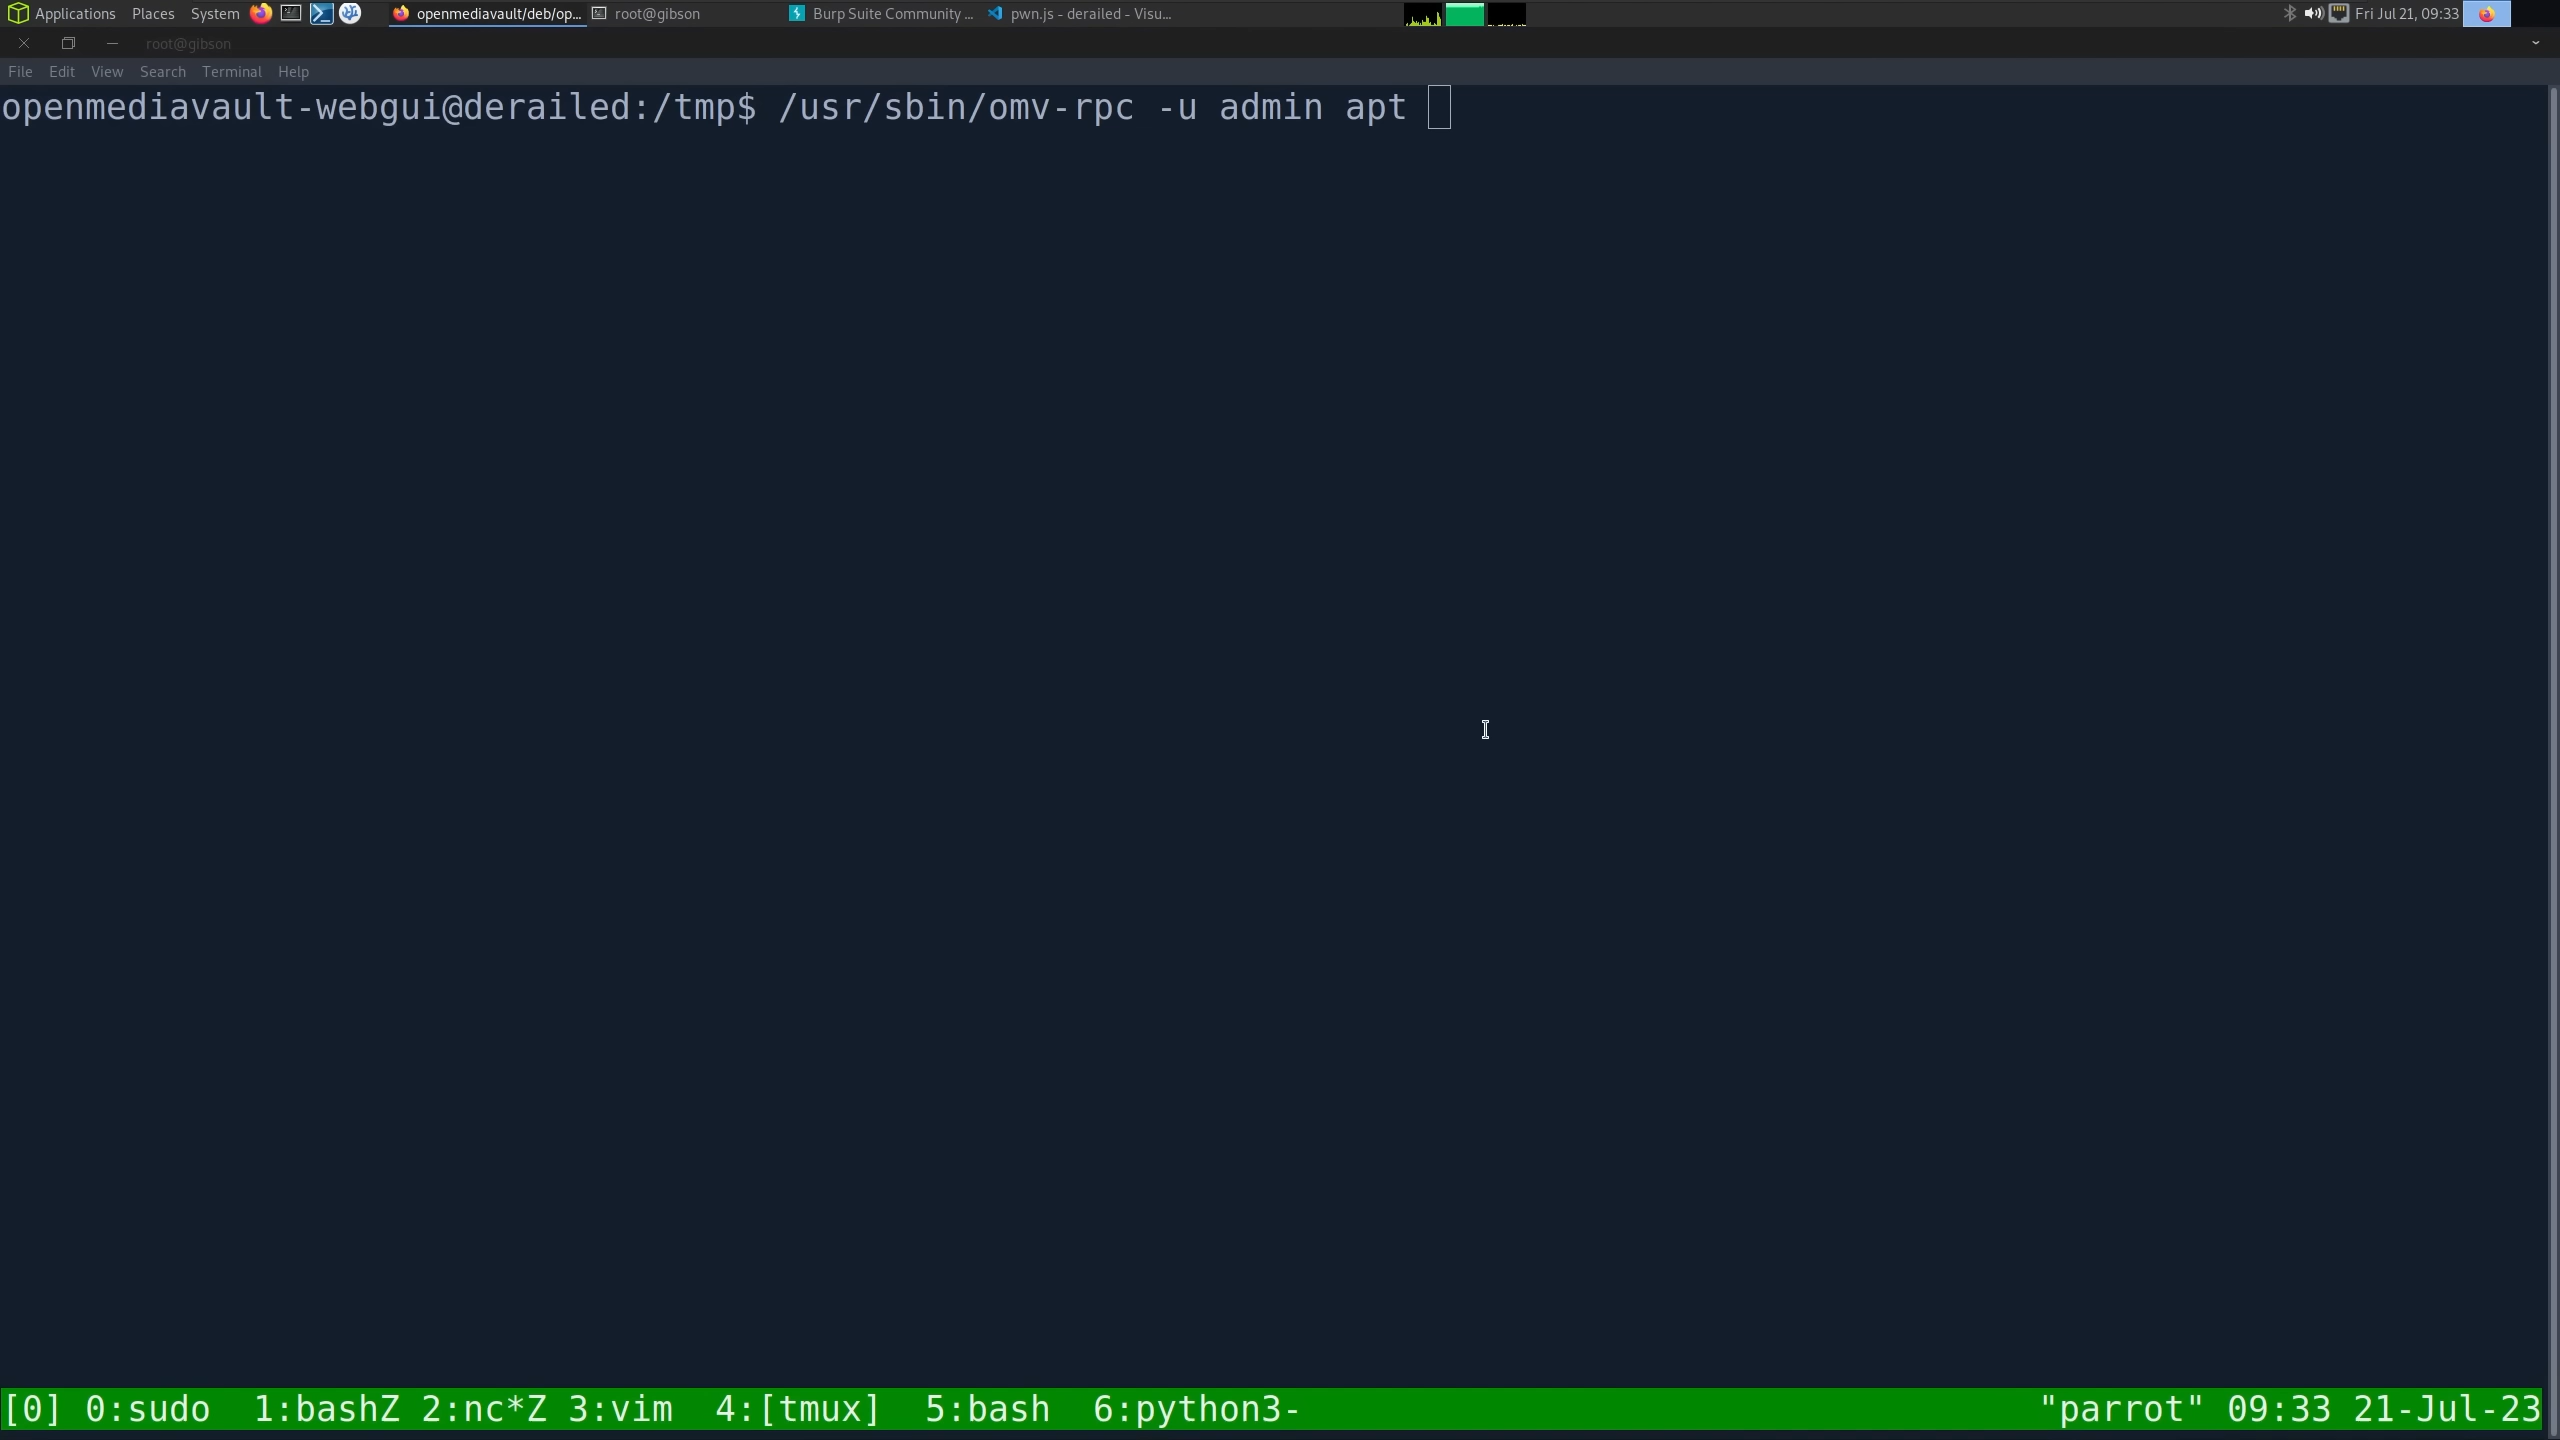 Applications Places System openmediavault/deb/op... root@gibson Burp Suite Community ... pwn.js - derailed - Visu... Fri Jul 21, 09:33
root@gibson
File Edit View Search Terminal Help
openmediavault-webgui@derailed:/tmp$ /usr/sbin/omv-rpc -u admin apt
[0] 0:sudo 1:bashZ 2:nc*Z 3:vim 4:[tmux] 5:bash 6:python3- "parrot" 09:33 21-Jul-23